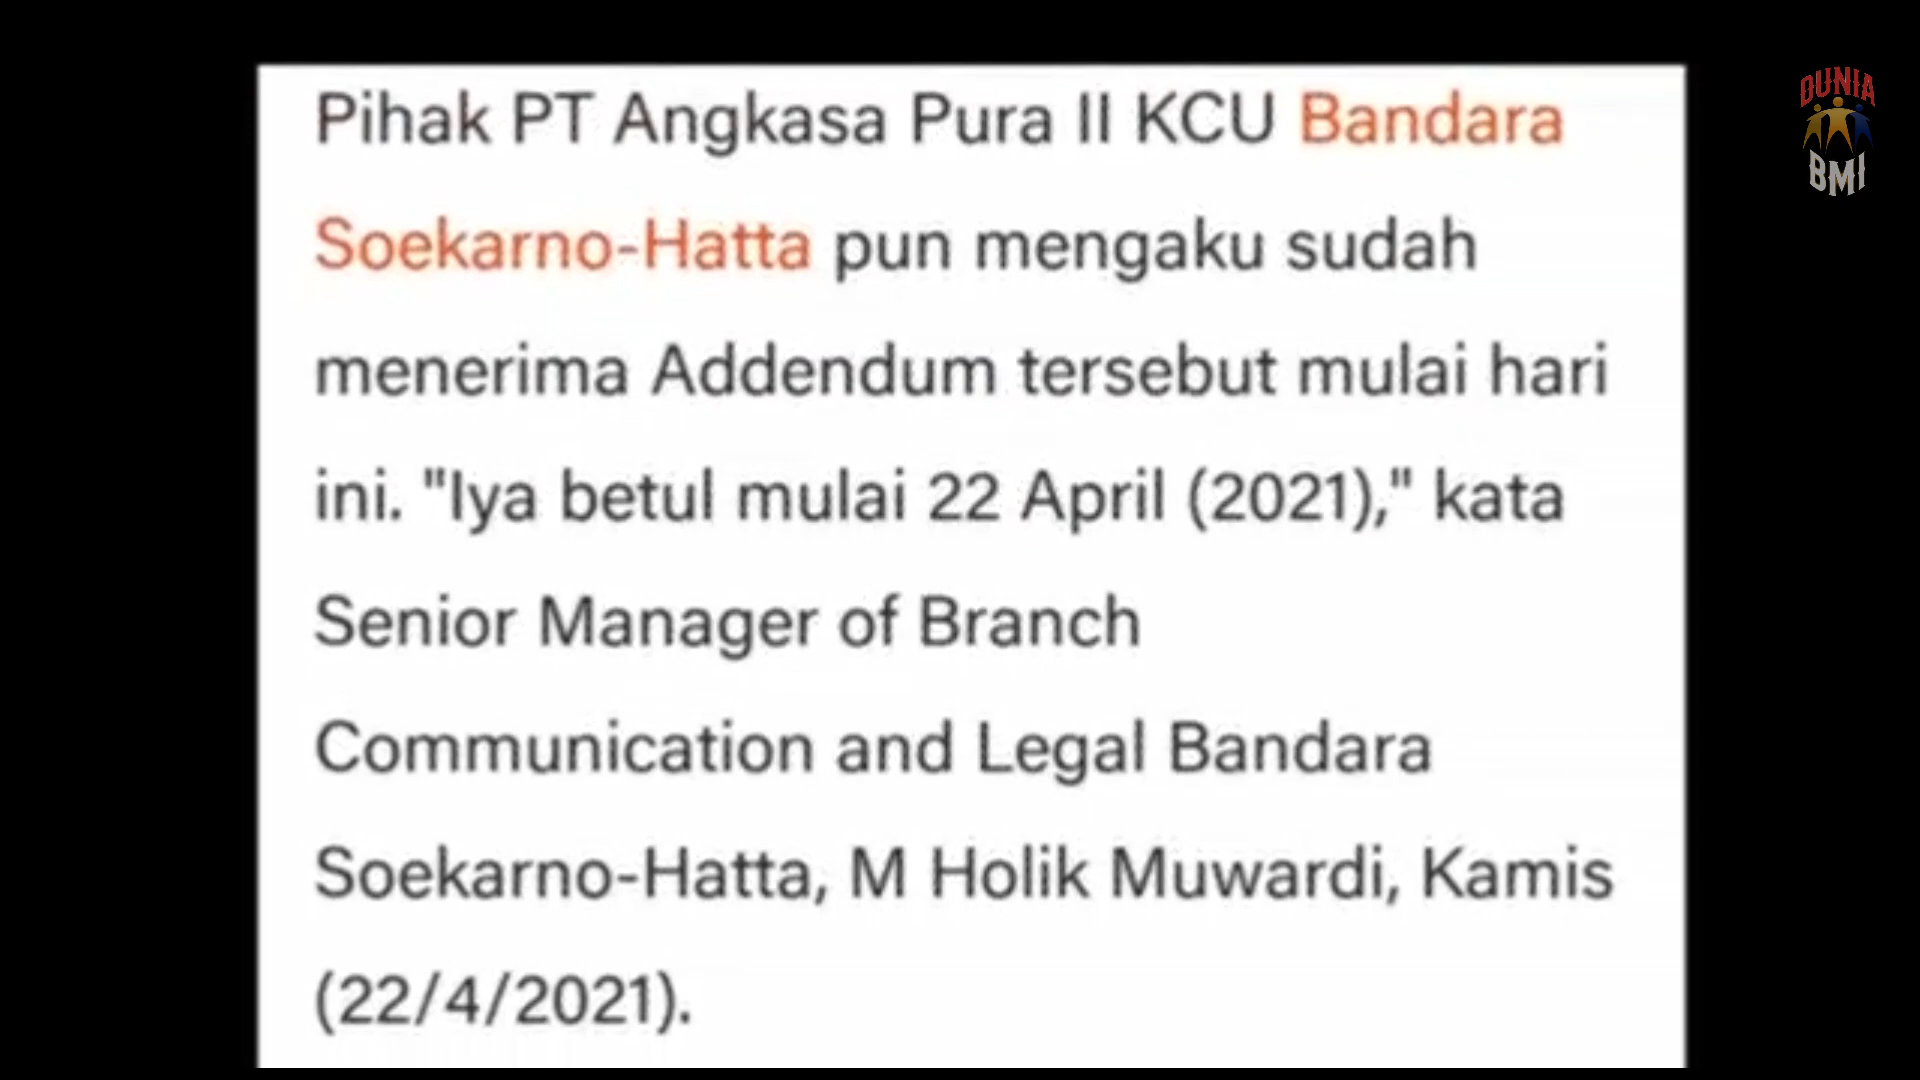 Pihak PT Angkasa Pura II KCU Bandara
Soekarno-Hatta pun mengaku sudah
menerima Addendum tersebut mulai hari
ini. "Iya betul mulai 22 April (2021)," kata
Senior Manager of Branch
Communication and Legal Bandara
Soekarno-Hatta, M Holik Muwardi, Kamis
(22/4/2021).
DUNIA
BMI